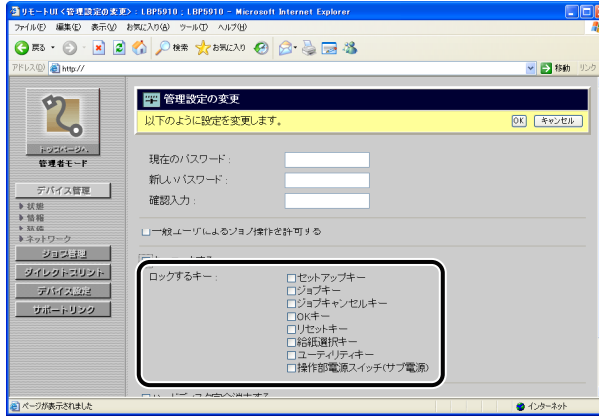 リモートUI <管理設定の変更> : LBP5910 ; LBP5910 - Microsoft Internet Explorer
ファイル(F) 編集(E) 表示(V) お気に入り(A) ツール(T) ヘルプ(H)
戻る 検索 お気に入り
アドレス(D) http:// 移動 リンク
管理設定の変更
以下のように設定を変更します。 OK キャンセル
トップページへ
管理者モード
デバイス管理
状態
情報
ネットワーク
ジョブ管理
ダイレクトプリント
デバイス設定
サポートリンク
現在のパスワード :
新しいパスワード :
確認入力 :
一般ユーザによるジョブ操作を許可する
ロックするキー :
セットアップキー
ジョブキー
ジョブキャンセルキー
OKキー
リセットキー
給紙選択キー
ユーティリティキー
操作部電源スイッチ(サブ電源)
ページが表示されました インターネット